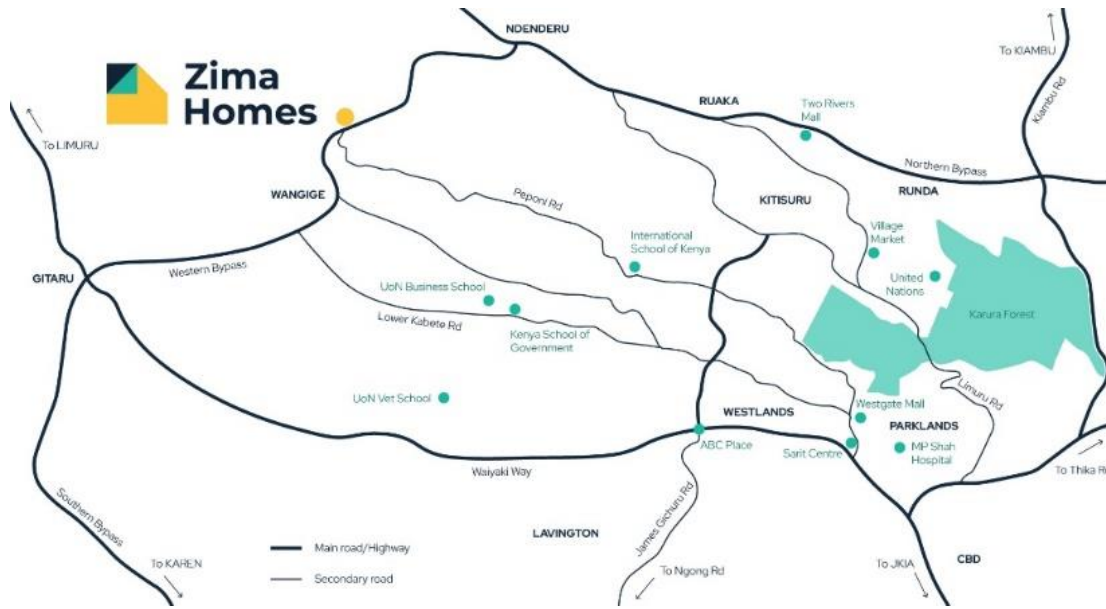 NDENDERU
To KIAMBU
Zima
Homes
Kiambu Rd
RUAKA
Two Rivers
Mall
To LIMURU
Northern Bypass
WANGIGE
Peponi Rd
KITISURU
RUNDA
International
School of Kenya
Village
Market
GITARU
Western Bypass
United
Nations
UoN Business School
Lower Kabete Rd
Kenya School of
Government
Karura Forest
UoN Vet School
Limuru Rd
Westgate Mall
WESTLANDS
PARKLANDS
ABC Place
Sarit Centre
MP Shah
Hospital
Waiyaki Way
To Thika R
Southern Bypass
James Gichuru Rd
LAVINGTON
Main road/Highway
Secondary road
To KAREN
To Ngong Rd
To JKIA
CBD